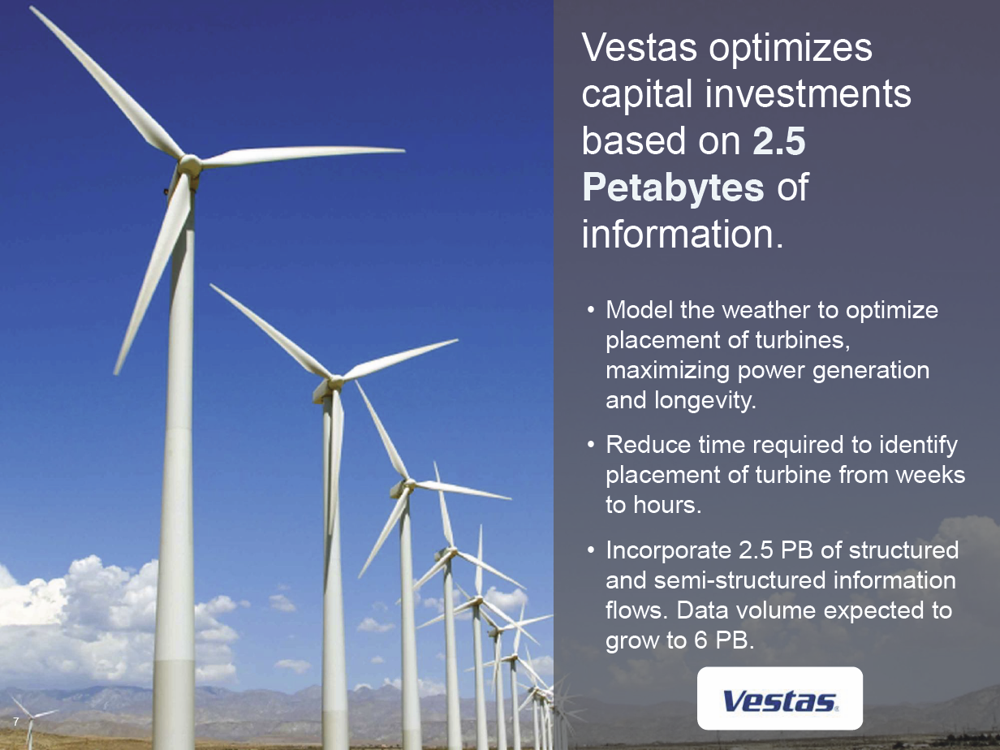 Vestas optimizes
capital investments
based on 2.5
Petabytes of
information.
• Model the weather to optimize
placement of turbines,
maximizing power generation
and longevity.
• Reduce time required to identify
placement of turbine from weeks
to hours.
• Incorporate 2.5 PB of structured
and semi-structured information
flows. Data volume expected to
grow to 6 PB.
Vestas®
7